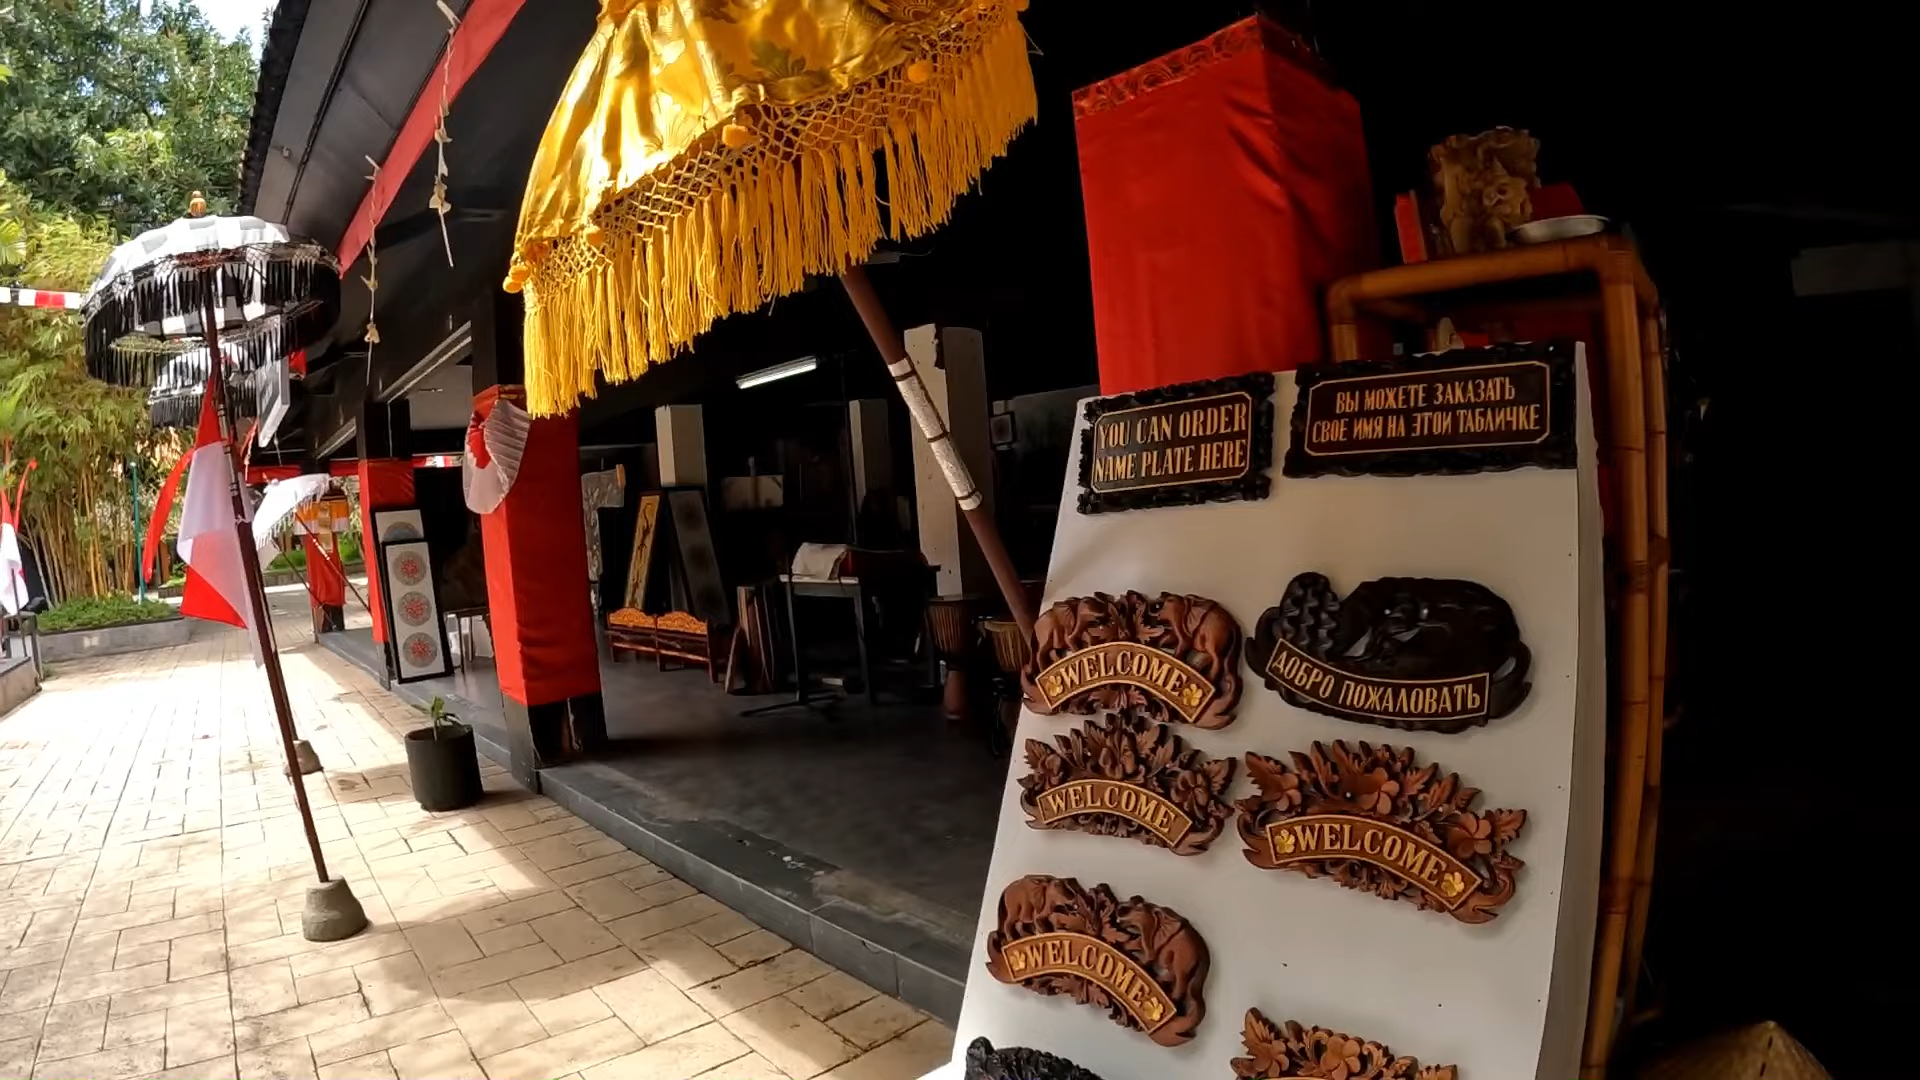 YOU CAN ORDER
NAME PLATE HERE
ВЫ МОЖЕТЕ ЗАКАЗАТЬ
СВОЕ ИМЯ НА ЭТОИ ТАБЛИЧКЕ
WELCOME
ДОБРО ПОЖАЛОВАТЬ
WELCOME
WELCOME
WELCOME